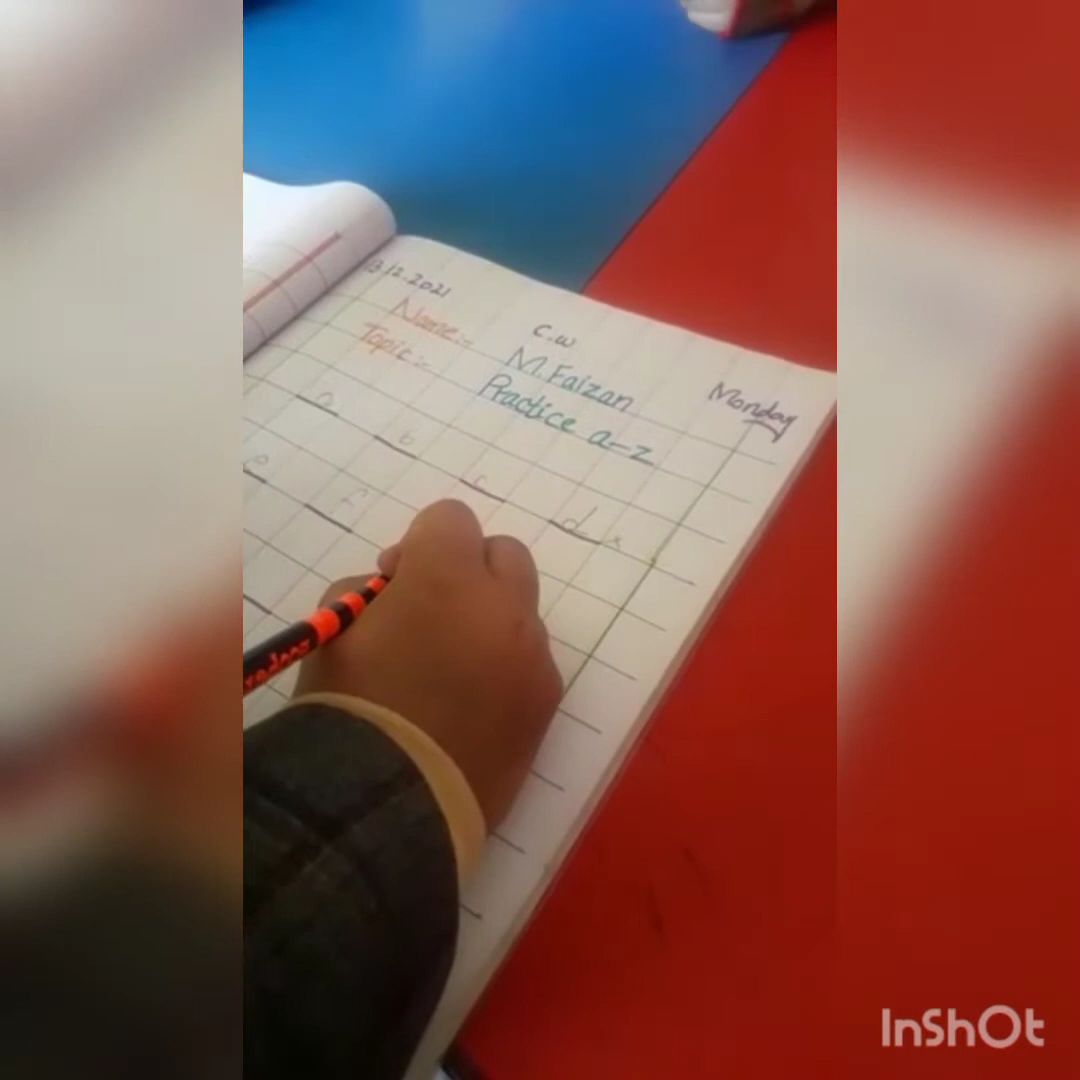 13.12.2021
C.W
Monday
Name:- M.Faizan
Topic:- Practice a-z
a b c d
e f
InShOt